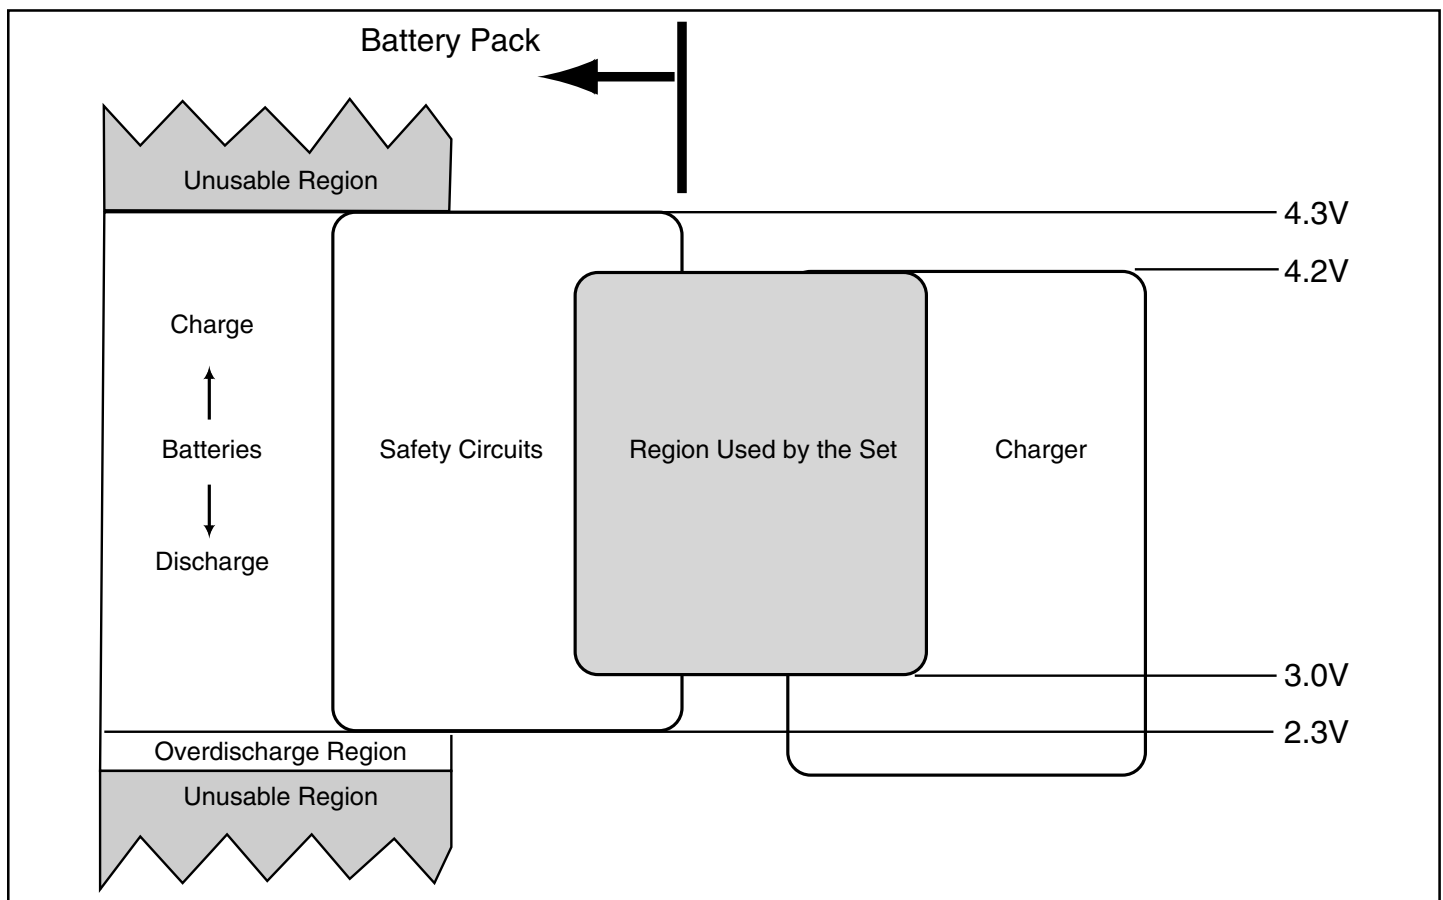 Battery Pack
Unusable Region
4.3V
4.2V
Charge
Batteries
Safety Circuits
Region Used by the Set
Charger
Discharge
3.0V
2.3V
Overdischarge Region
Unusable Region